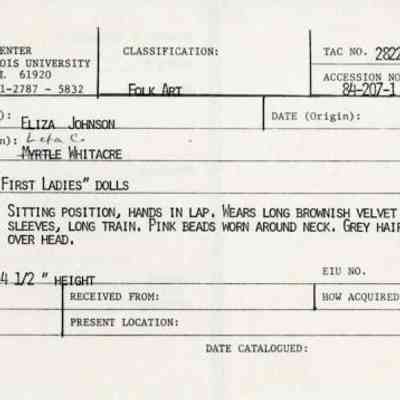 ENTER
OIS UNIVERSITY
L 61920
1-2787 - 5832
CLASSIFICATION:
FOLK ART
TAC NO. 2822
ACCESSION NO
84-207-1
): ELIZA JOHNSON
DATE (Origin):
n): Leta C.
MYRTLE WHITACRE
FIRST LADIES" DOLLS
SITTING POSITION, HANDS IN LAP. WEARS LONG BROWNISH VELVET
SLEEVES, LONG TRAIN. PINK BEADS WORN AROUND NECK. GREY HAIR
OVER HEAD.
4 1/2 " HEIGHT
EIU NO.
RECEIVED FROM:
HOW ACQUIRED
PRESENT LOCATION:
DATE CATALOGUED: